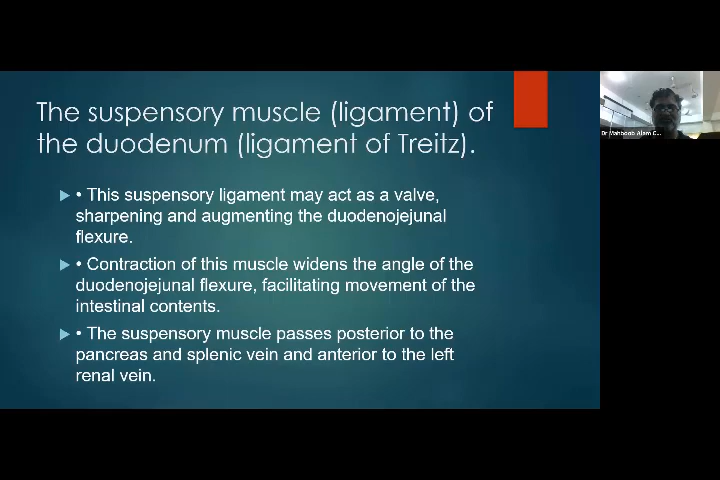 The suspensory muscle (ligament) of
the duodenum (ligament of Treitz).
• This suspensory ligament may act as a valve,
sharpening and augmenting the duodenojejunal
flexure.
• Contraction of this muscle widens the angle of the
duodenojejunal flexure, facilitating movement of the
intestinal contents.
• The suspensory muscle passes posterior to the
pancreas and splenic vein and anterior to the left
renal vein.
Dr Mahboob Alam C...